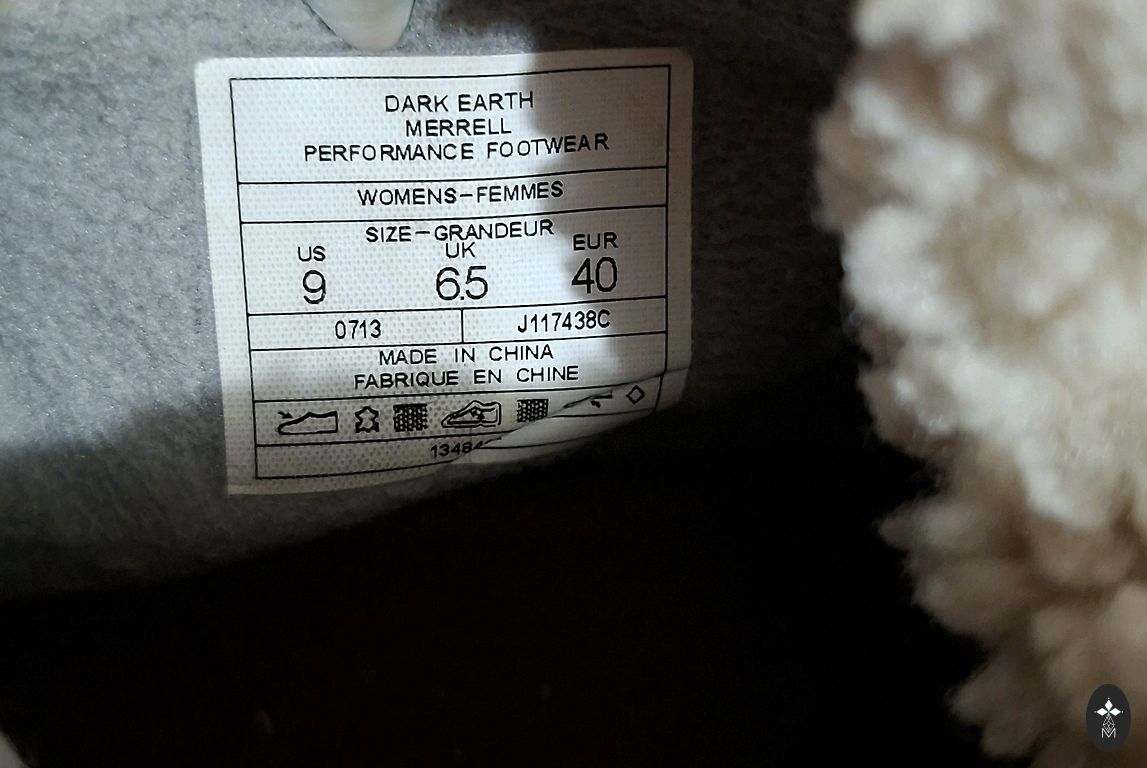 DARK EARTH
MERRELL
PERFORMANCE FOOTWEAR
WOMENS-FEMMES
SIZE-GRANDEUR
US UK EUR
9 6.5 40
0713 J117438C
MADE IN CHINA
FABRIQUE EN CHINE